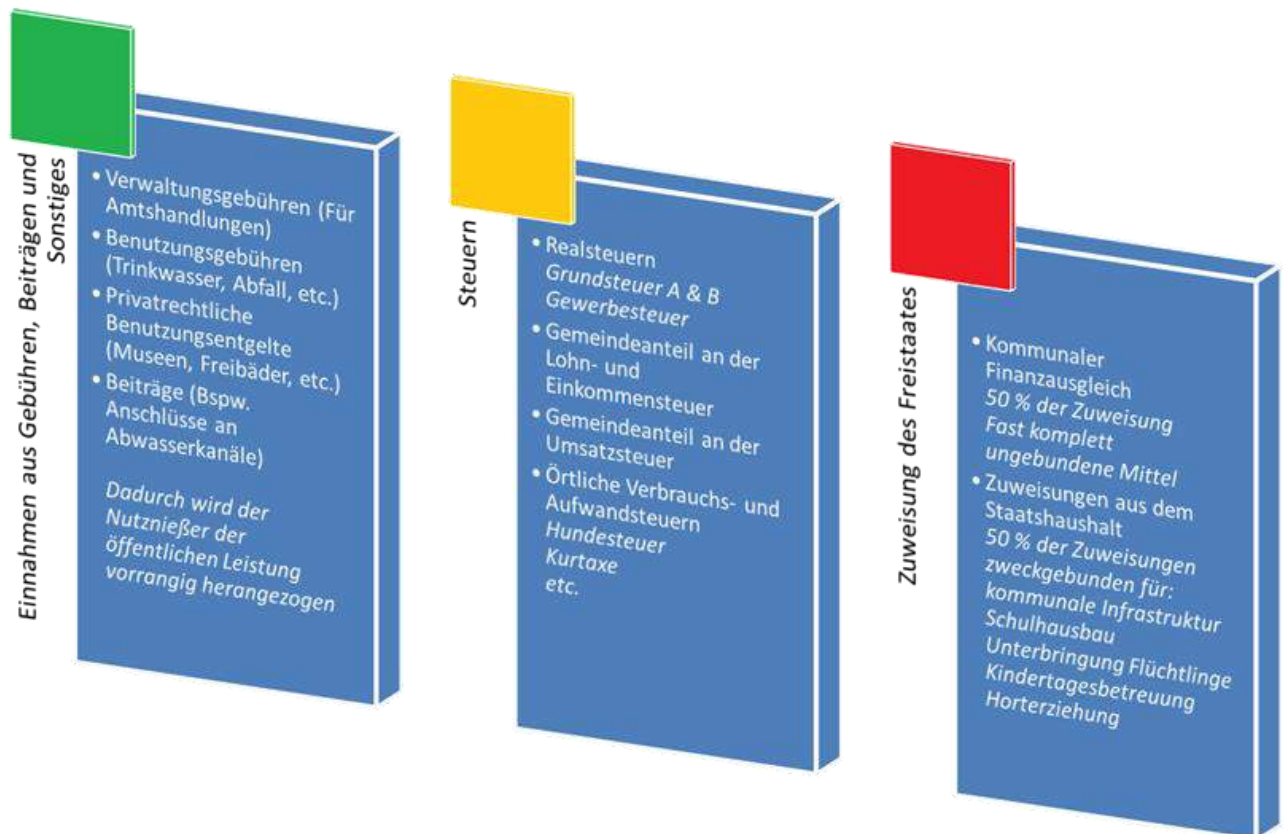 Einnahmen aus Gebühren, Beiträgen und
Sonstiges
• Verwaltungsgebühren (Für
Amtshandlungen)
• Benutzungsgebühren
(Trinkwasser, Abfall, etc.)
• Privatrechtliche
Benutzungsentgelte
(Museen, Freibäder, etc.)
• Beiträge (Bspw.
Anschlüsse an
Abwasserkanäle)
Dadurch wird der
Nutznießer der
öffentlichen Leistung
vorrangig herangezogen
Steuern
• Realsteuern
Grundsteuer A & B
Gewerbesteuer
• Gemeindeanteil an der
Lohn- und
Einkommensteuer
• Gemeindeanteil an der
Umsatzsteuer
• Örtliche Verbrauchs- und
Aufwandsteuern
Hundesteuer
Kurtaxe
etc.
Zuweisung des Freistaates
• Kommunaler
Finanzausgleich
50 % der Zuweisung
Fast komplett
ungebundene Mittel
• Zuweisungen aus dem
Staatshaushalt
50 % der Zuweisungen
zweckgebunden für:
kommunale Infrastruktur
Schulhausbau
Unterbringung Flüchtlinge
Kindertagesbetreuung
Horterziehung